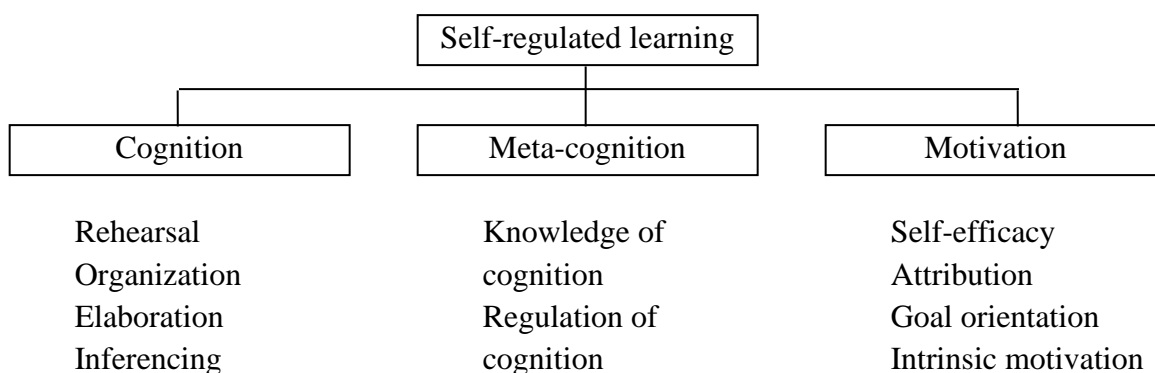 Self-regulated learning
Cognition
Meta-cognition
Motivation
Rehearsal
Organization
Elaboration
Inferencing
Knowledge of
cognition
Regulation of
cognition
Self-efficacy
Attribution
Goal orientation
Intrinsic motivation